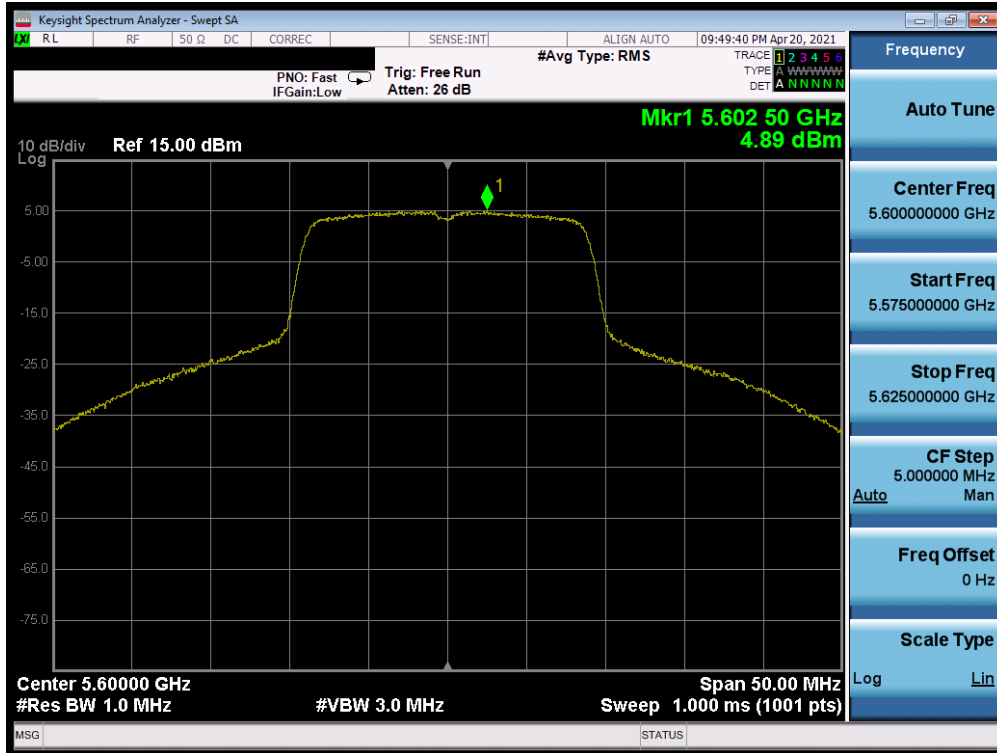 Keysight Spectrum Analyzer - Swept SA
LXI RL RF 50 Ω DC CORREC SENSE:INT ALIGN AUTO 09:49:40 PM Apr 20, 2021
#Avg Type: RMS
TRACE 1 2 3 4 5 6
TYPE A WWWWW
DET A N N N N N
PNO: Fast
IFGain:Low
Trig: Free Run
Atten: 26 dB
Mkr1 5.602 50 GHz
4.89 dBm
10 dB/div Ref 15.00 dBm
Log
1
5.00
-5.00
-15.0
-25.0
-35.0
-45.0
-55.0
-65.0
-75.0
Center 5.60000 GHz Span 50.00 MHz
#Res BW 1.0 MHz #VBW 3.0 MHz Sweep 1.000 ms (1001 pts)
MSG STATUS
Frequency
Auto Tune
Center Freq
5.600000000 GHz
Start Freq
5.575000000 GHz
Stop Freq
5.625000000 GHz
CF Step
5.000000 MHz
Auto Man
Freq Offset
0 Hz
Scale Type
Log Lin